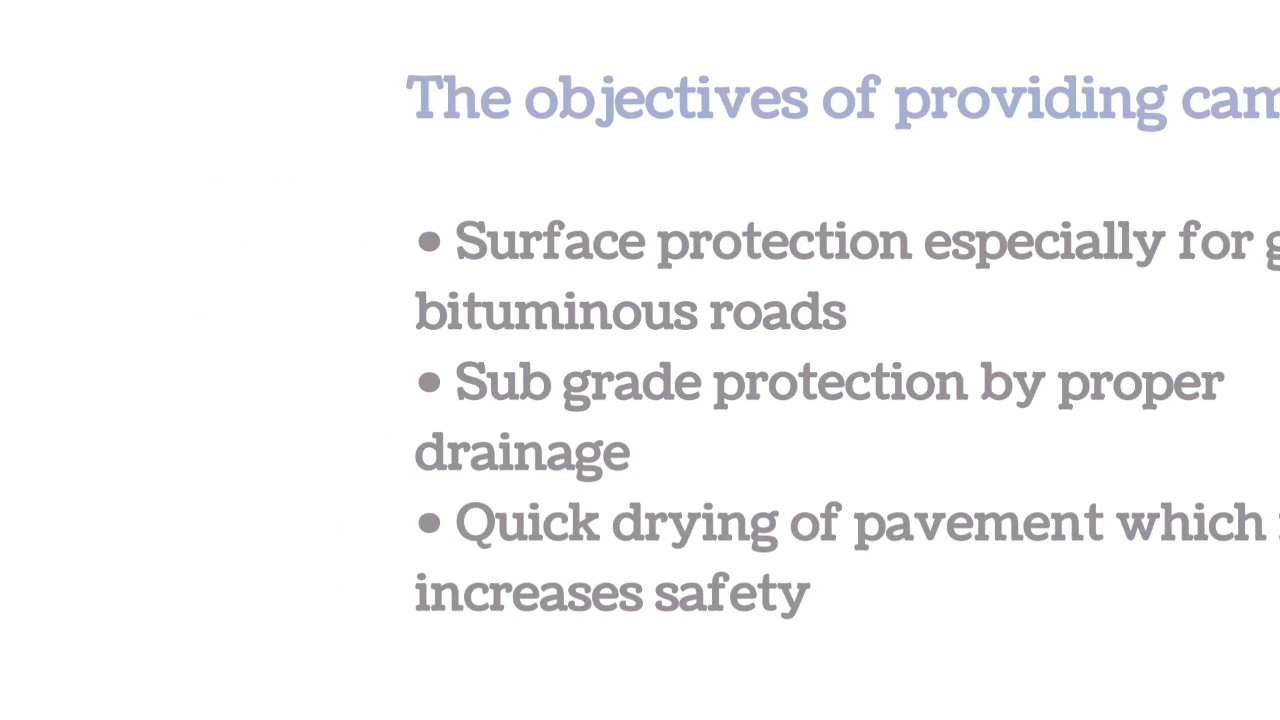 The objectives of providing cam
• Surface protection especially for g
bituminous roads
• Sub grade protection by proper
drainage
• Quick drying of pavement which
increases safety